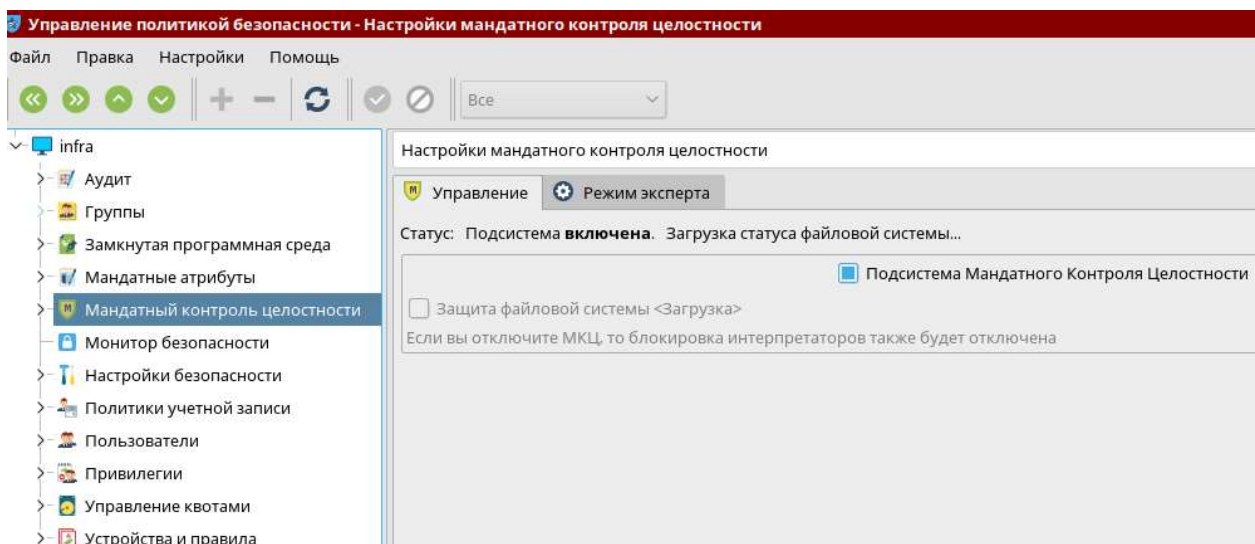 Управление политикой безопасности - Настройки мандатного контроля целостности
Файл Правка Настройки Помощь
Все
infra
Аудит
Группы
Замкнутая программная среда
Мандатные атрибуты
Мандатный контроль целостности
Монитор безопасности
Настройки безопасности
Политики учетной записи
Пользователи
Привилегии
Управление квотами
Устройства и правила
Настройки мандатного контроля целостности
Управление Режим эксперта
Статус: Подсистема включена. Загрузка статуса файловой системы...
Подсистема Мандатного Контроля Целостности
Защита файловой системы <Загрузка>
Если вы отключите МКЦ, то блокировка интерпретаторов также будет отключена